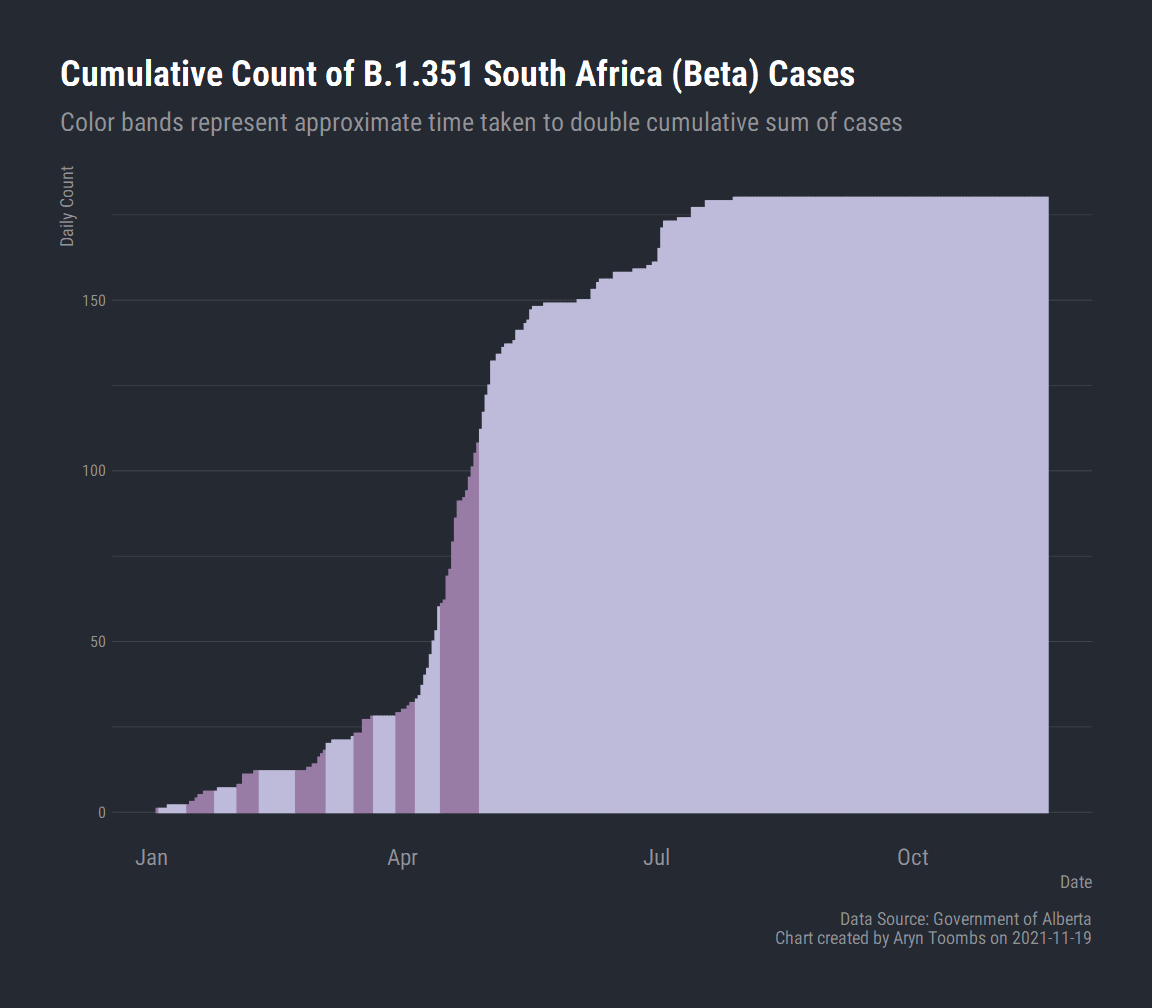 Cumulative Count of B.1.351 South Africa (Beta) Cases
Color bands represent approximate time taken to double cumulative sum of cases
Daily Count
150
100
50
0
Jan Apr Jul Oct
Date
Data Source: Government of Alberta
Chart created by Aryn Toombs on 2021-11-19